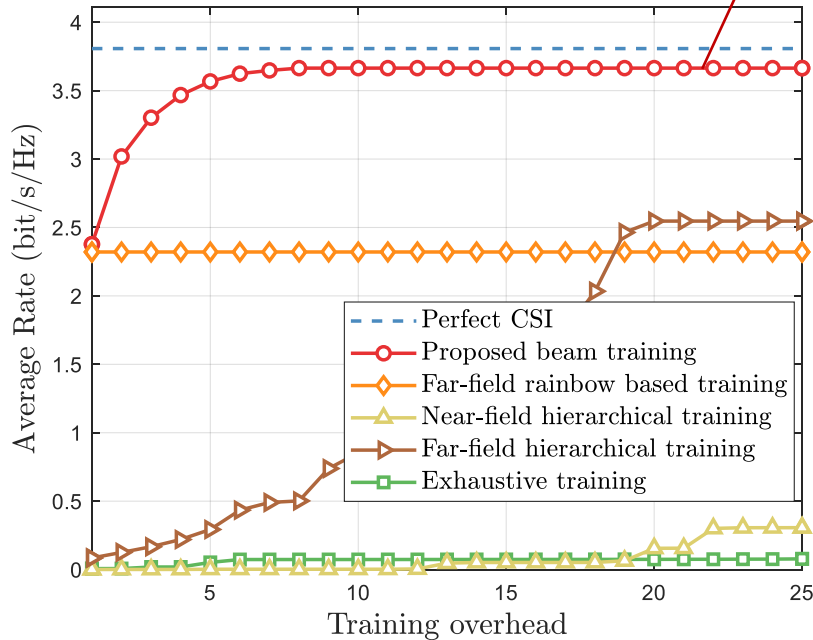 4
3.5
3
2.5
2
1.5
1
0.5
0
5
10
15
20
25
Average Rate (bit/s/Hz)
Training overhead
Perfect CSI
Proposed beam training
Far-field rainbow based training
Near-field hierarchical training
Far-field hierarchical training
Exhaustive training